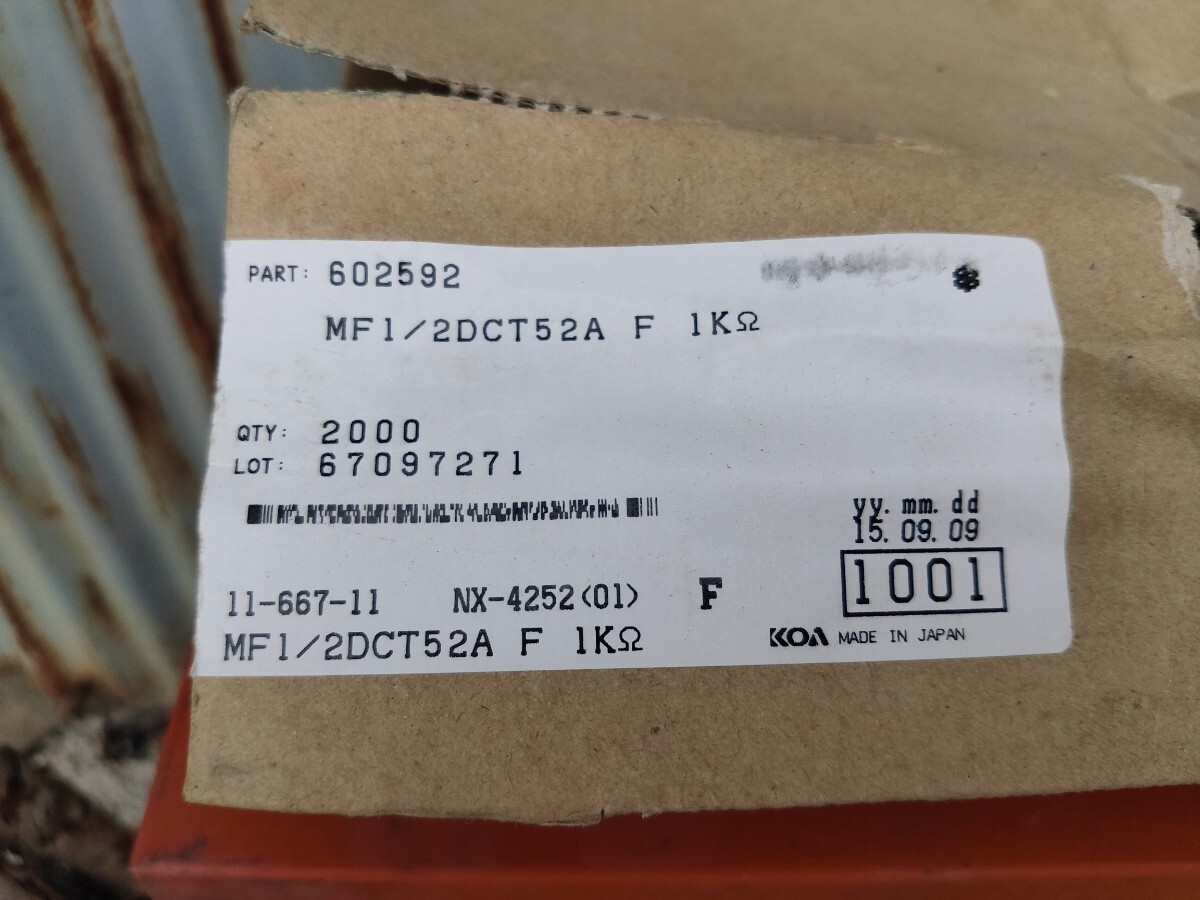 PART: 602592
MF1/2DCT52A F 1KΩ
QTY: 2000
LOT: 67097271
yy. mm. dd
15. 09. 09
1001
11-667-11 NX-4252(01) F
MF1/2DCT52A F 1KΩ
KOA MADE IN JAPAN